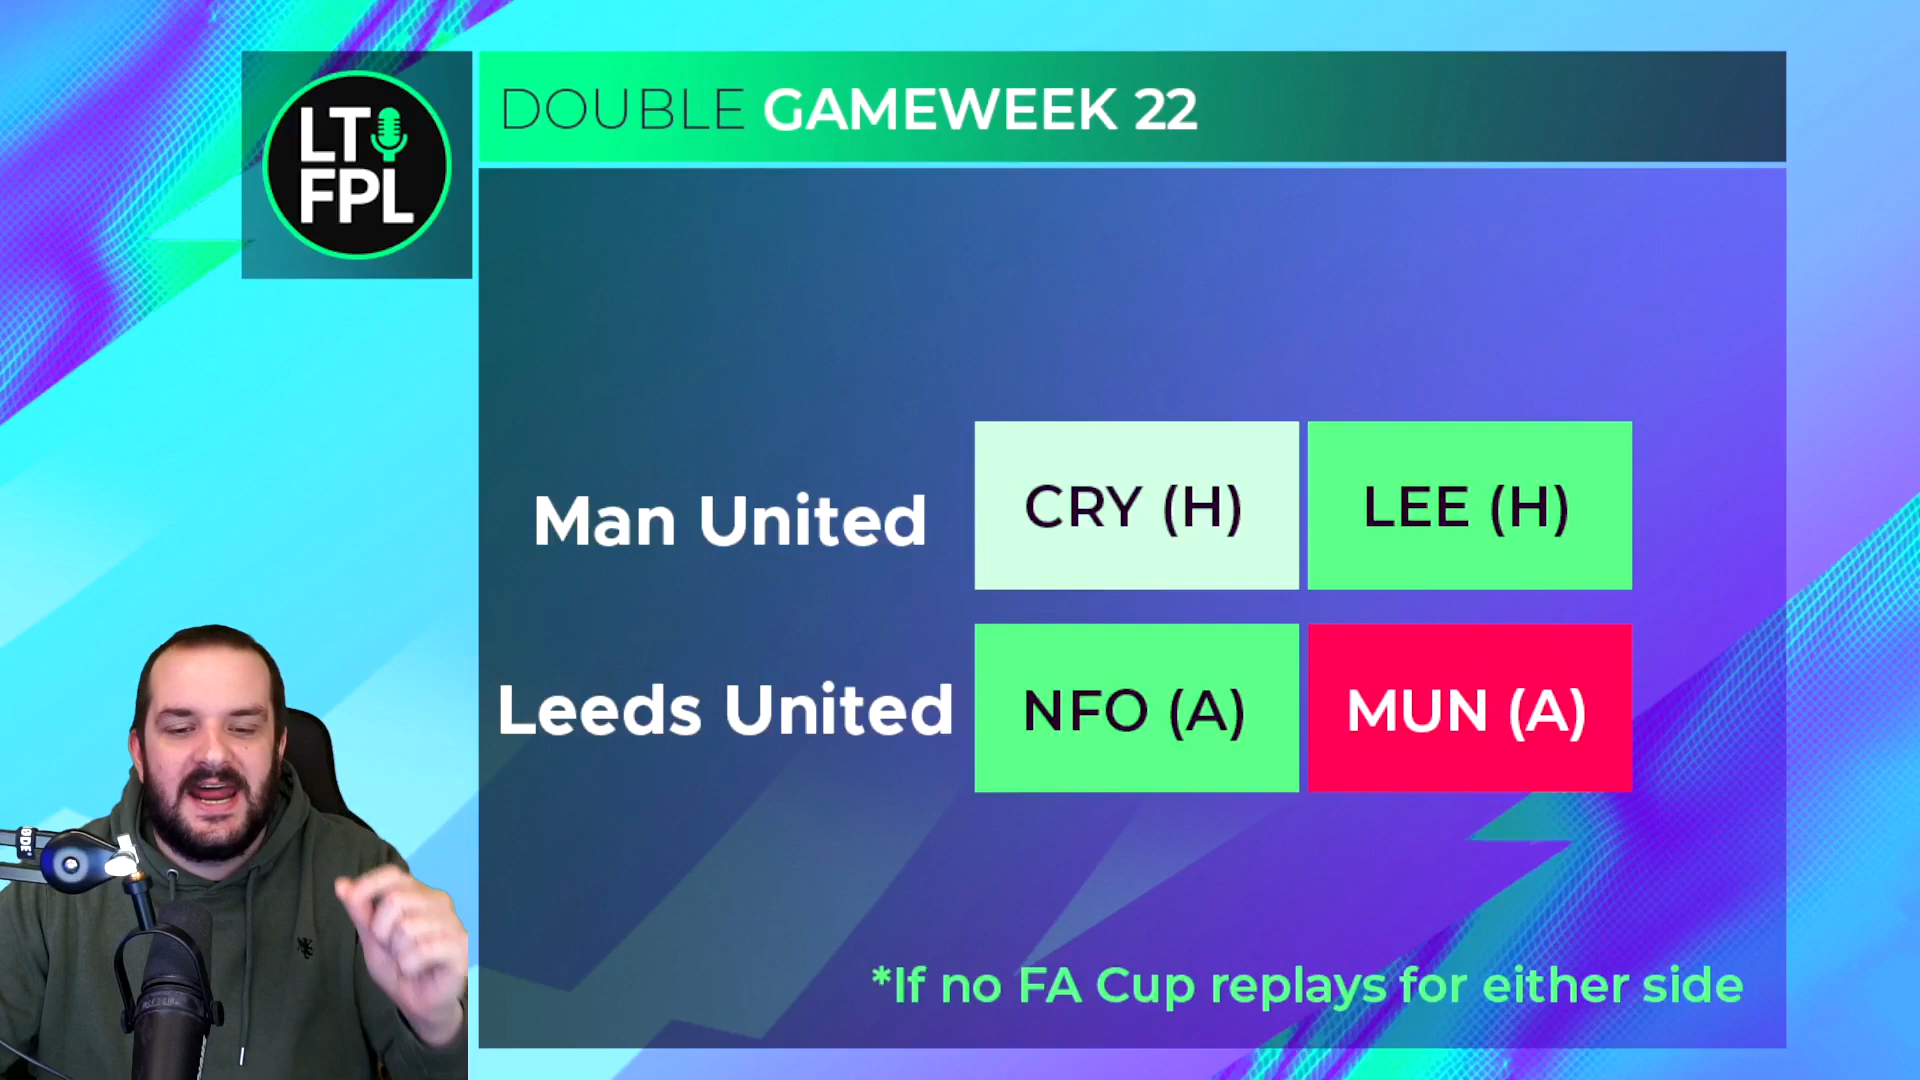 LT
FPL
DOUBLE GAMEWEEK 22
Man United CRY (H) LEE (H)
Leeds United NFO (A) MUN (A)
*If no FA Cup replays for either side